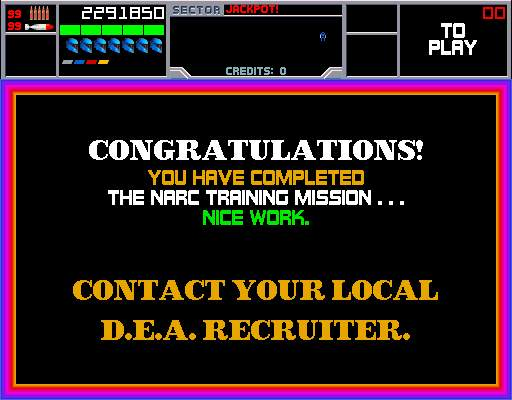 99
99
2291850
SECTOR JACKPOT!
CREDITS: 0
TO
PLAY
00
CONGRATULATIONS!
YOU HAVE COMPLETED
THE NARC TRAINING MISSION . . .
NICE WORK.
CONTACT YOUR LOCAL
D.E.A. RECRUITER.